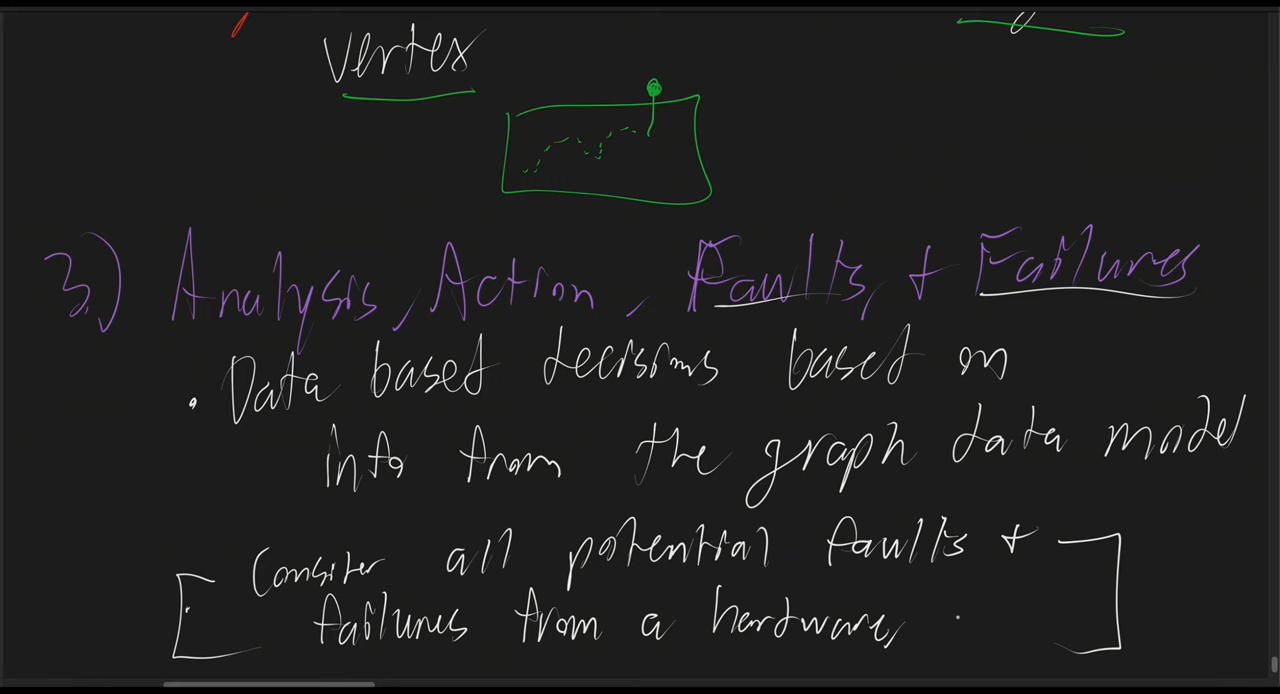 Vertex
3.) Analysis, Action, Faults, + Failures
. Data based decisions based on
info from the graph data model
[. Consider all potential faults +
failures from a hardware, . ]